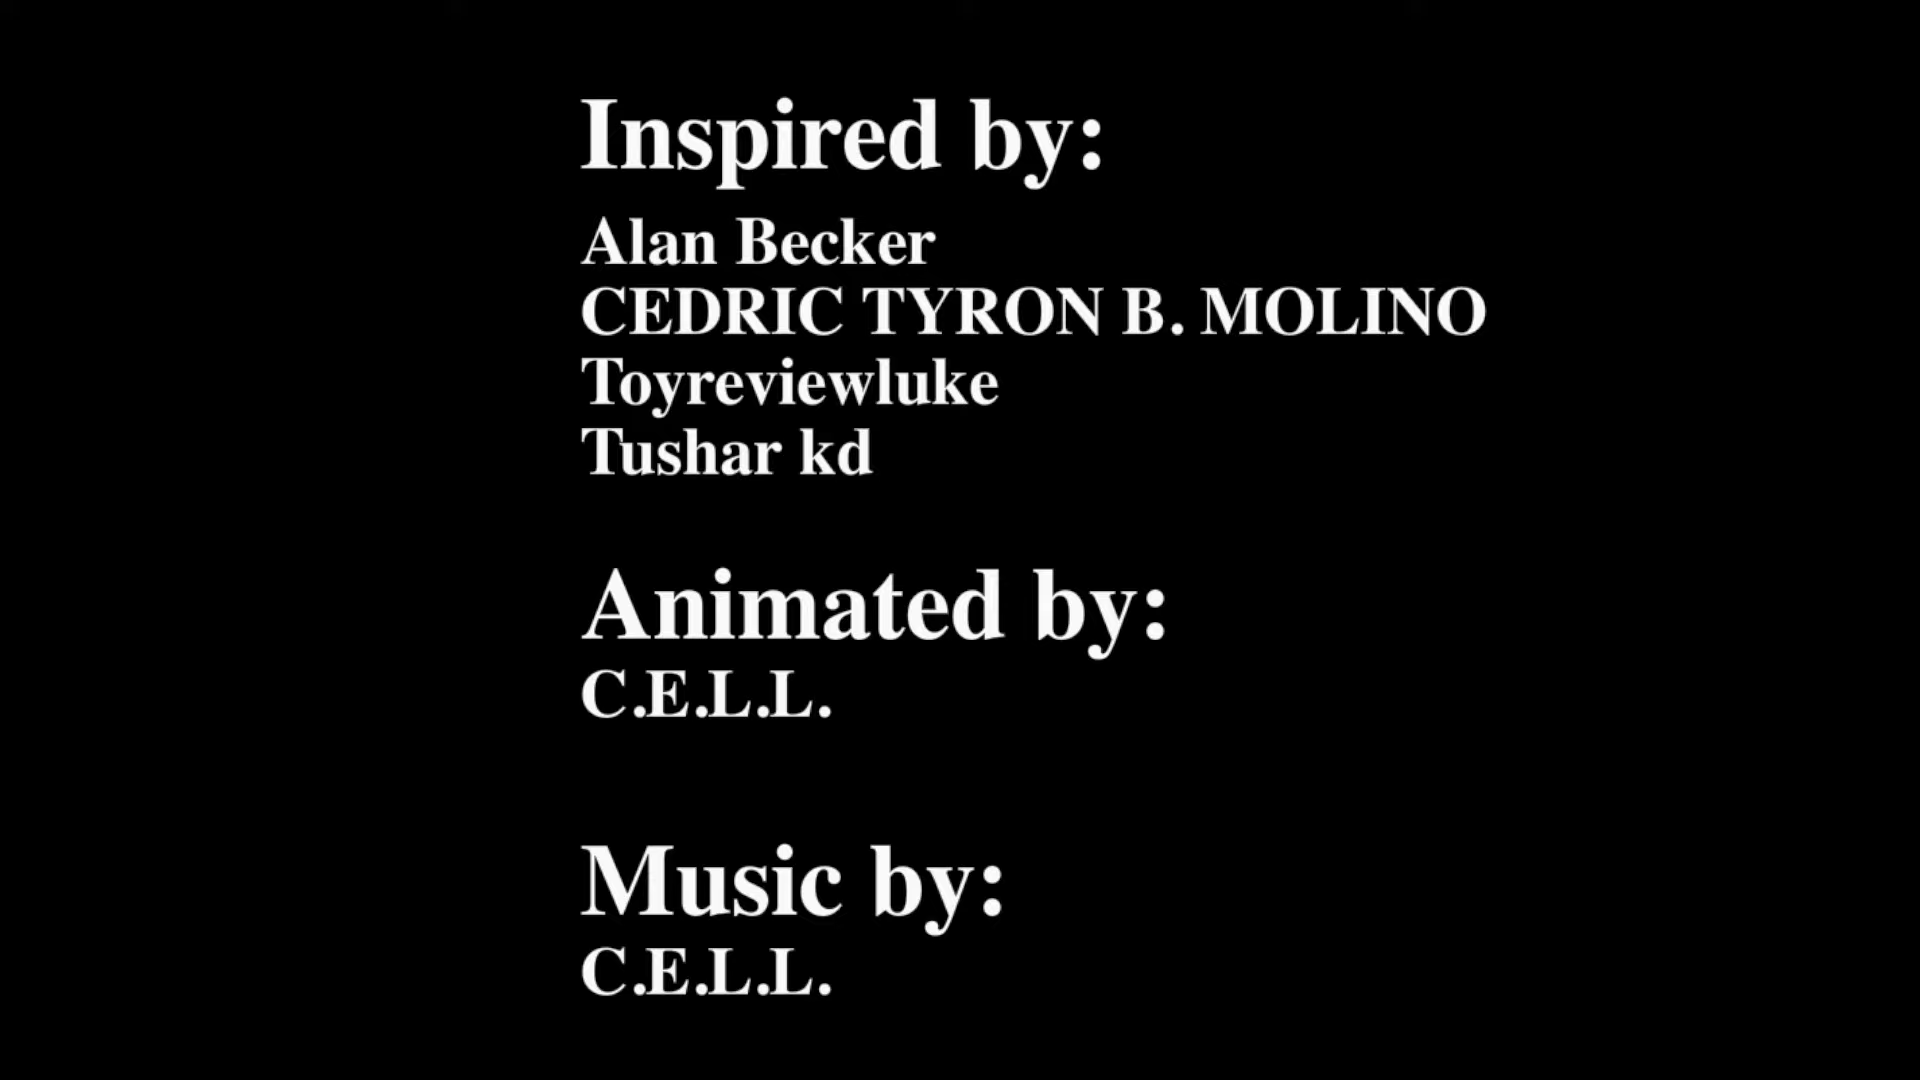 Inspired by:
Alan Becker
CEDRIC TYRON B. MOLINO
Toyreviewluke
Tushar kd
Animated by:
C.E.L.L.
Music by:
C.E.L.L.